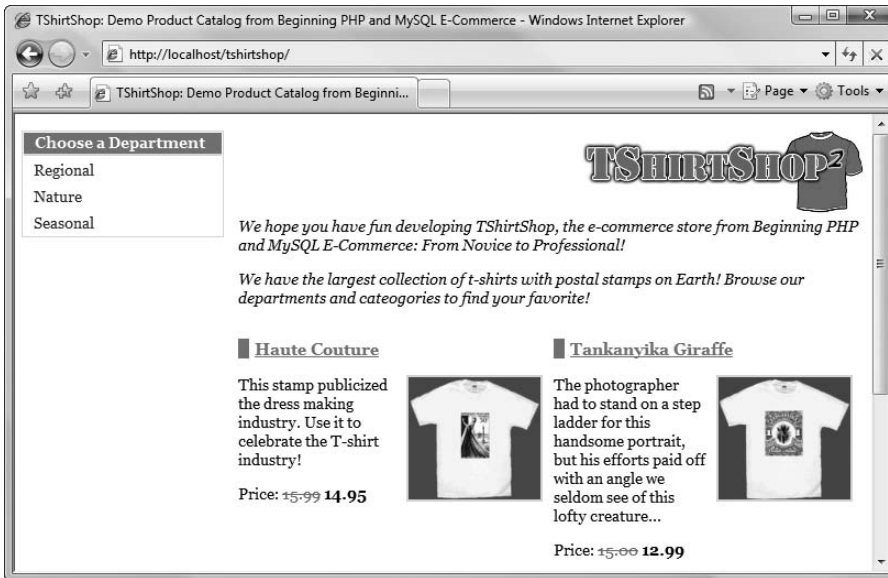 TShirtShop: Demo Product Catalog from Beginning PHP and MySQL E-Commerce - Windows Internet Explorer
http://localhost/tshirtshop/
TShirtShop: Demo Product Catalog from Beginni...
Page
Tools
Choose a Department
Regional
Nature
Seasonal
TShirtShop²
We hope you have fun developing TShirtShop, the e-commerce store from Beginning PHP
and MySQL E-Commerce: From Novice to Professional!
We have the largest collection of t-shirts with postal stamps on Earth! Browse our
departments and cateogories to find your favorite!
Haute Couture
This stamp publicized
the dress making
industry. Use it to
celebrate the T-shirt
industry!
Price: 15.99 14.95
Tankanyika Giraffe
The photographer
had to stand on a step
ladder for this
handsome portrait,
but his efforts paid off
with an angle we
seldom see of this
lofty creature...
Price: 15.00 12.99